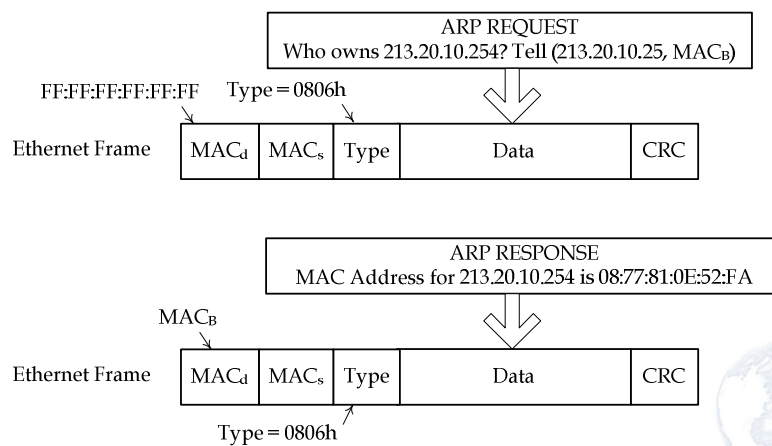 ARP REQUEST
Who owns 213.20.10.254? Tell (213.20.10.25, MACB)
FF:FF:FF:FF:FF:FF
Type = 0806h
Ethernet Frame
MACd
MACs
Type
Data
CRC
ARP RESPONSE
MAC Address for 213.20.10.254 is 08:77:81:0E:52:FA
MACB
Ethernet Frame
MACd
MACs
Type
Data
CRC
Type = 0806h